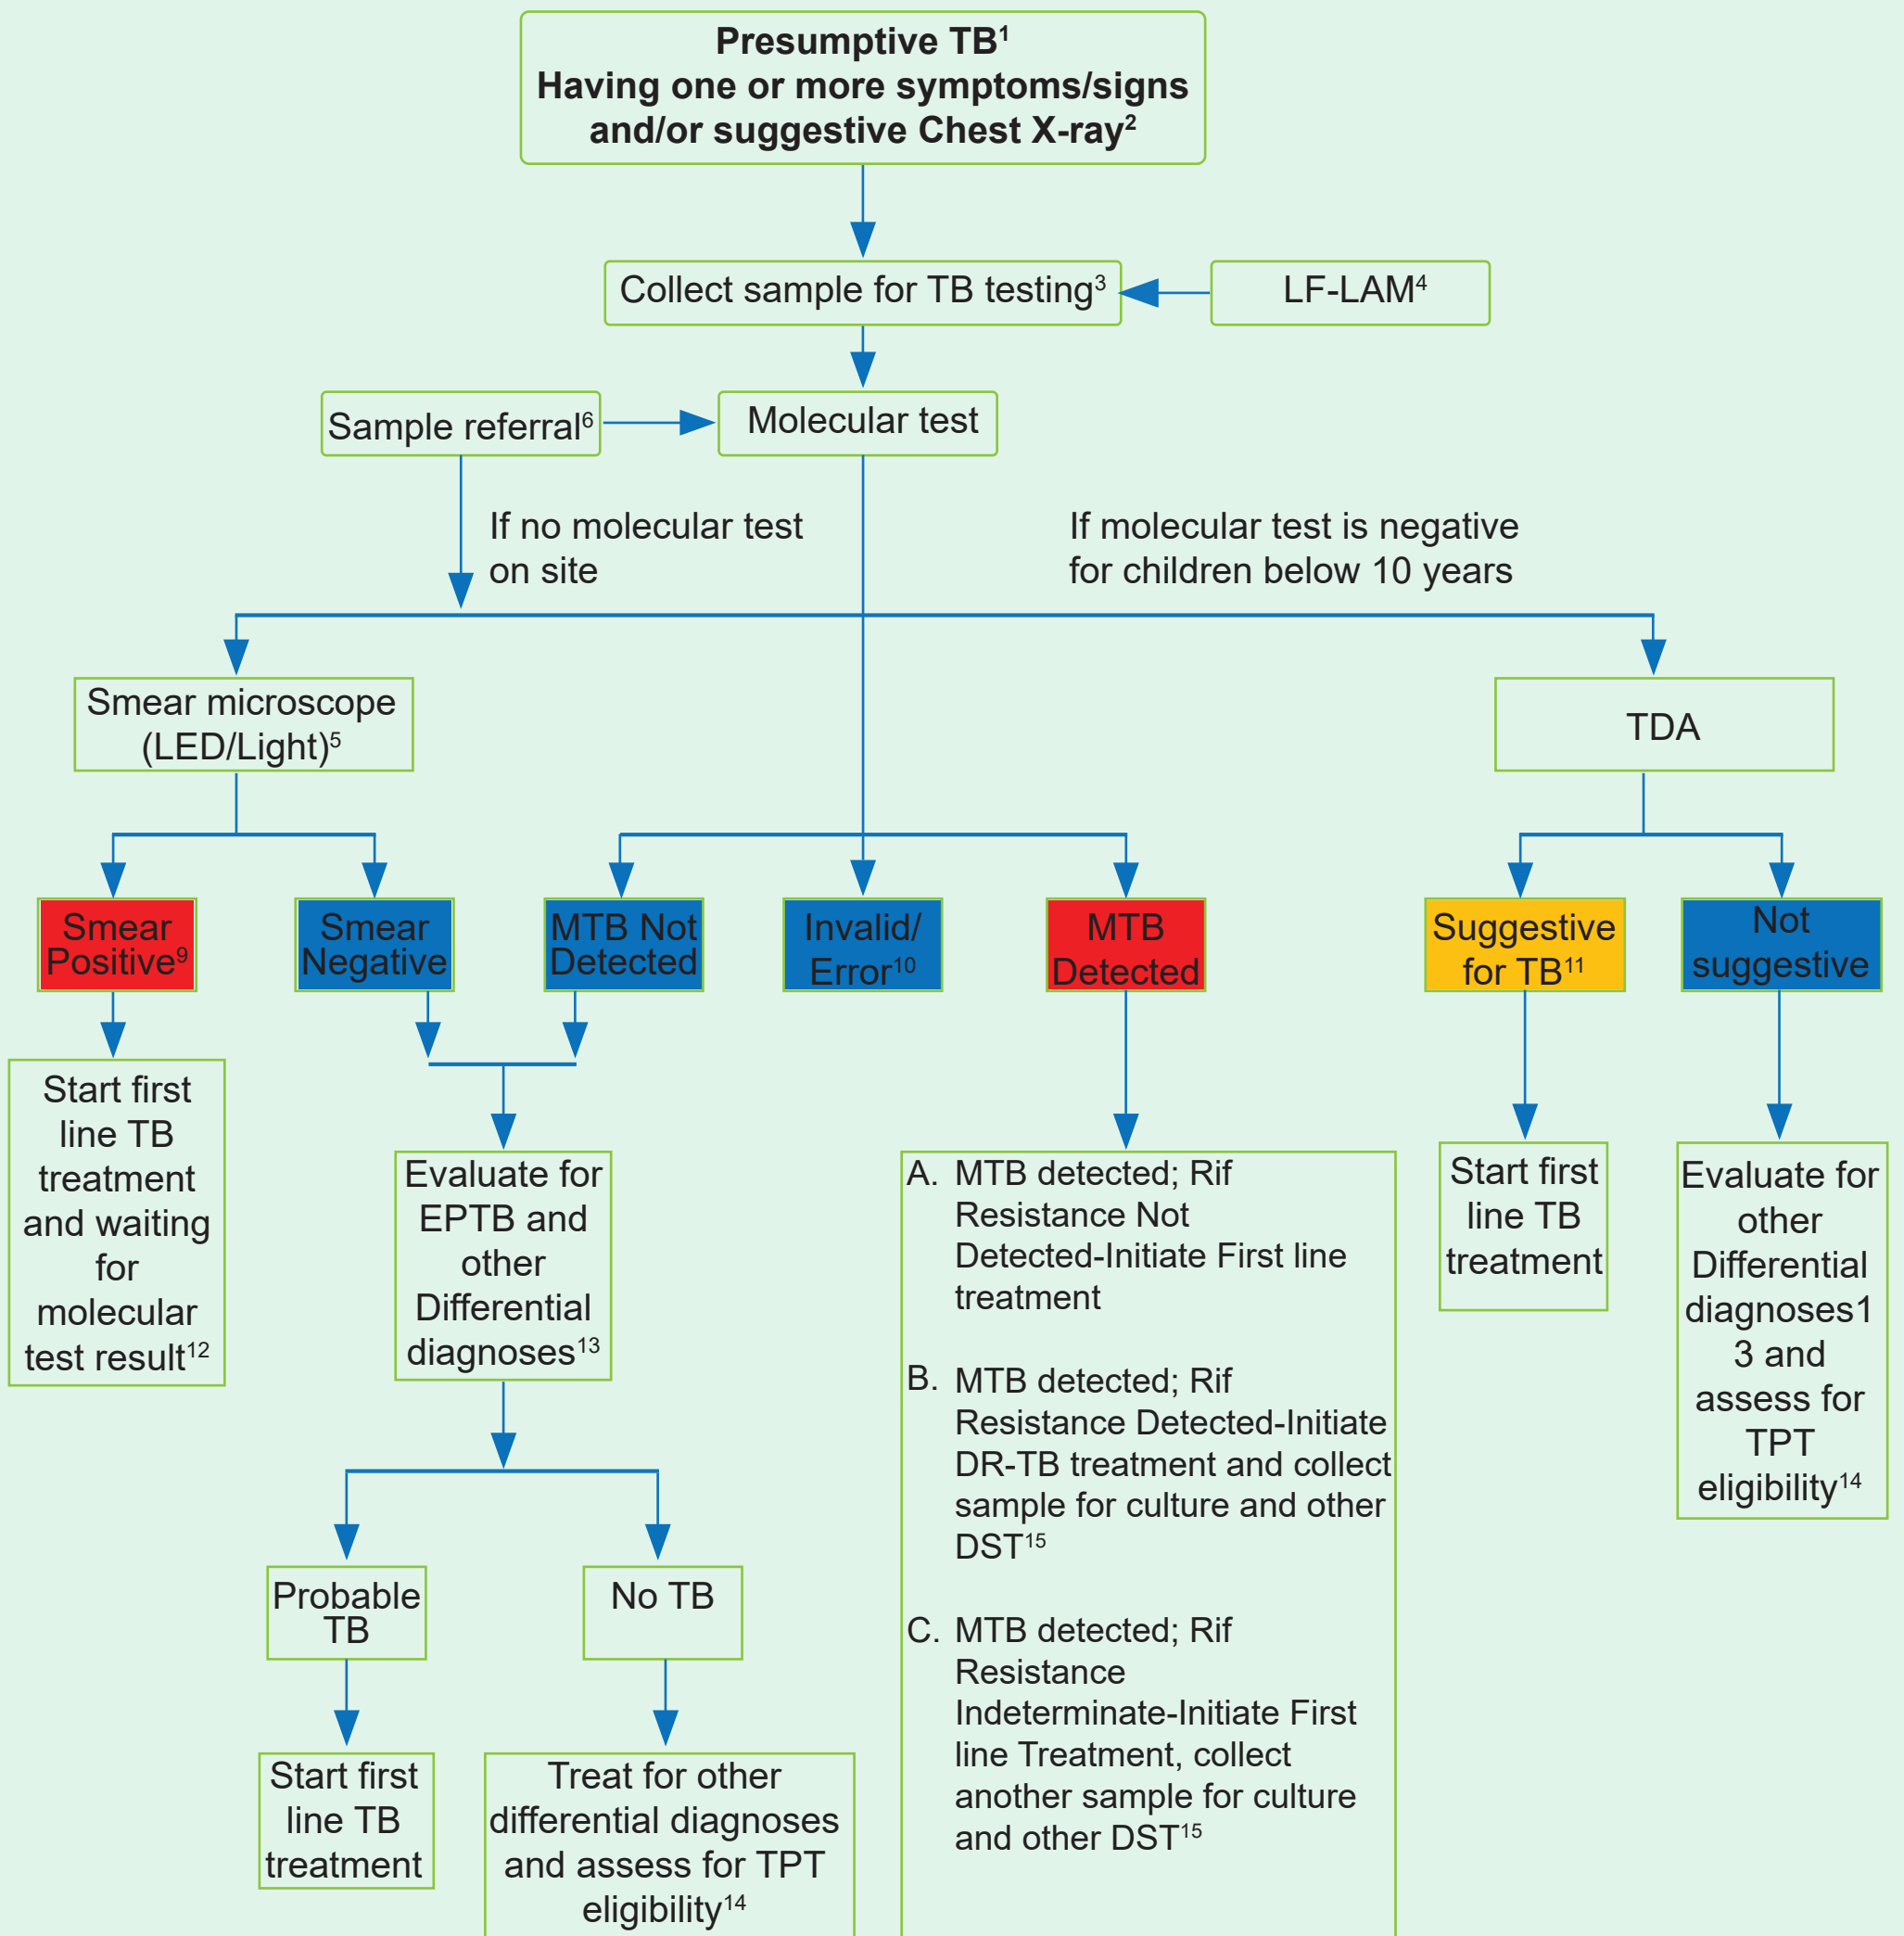 Presumptive TB¹
Having one or more symptoms/signs
and/or suggestive Chest X-ray²
Collect sample for TB testing³
LF-LAM⁴
Sample referral⁶
Molecular test
If no molecular test
on site
If molecular test is negative
for children below 10 years
Smear microscope
(LED/Light)⁵
TDA
Smear
Positive⁹
Smear
Negative
MTB Not
Detected
Invalid/
Error¹⁰
MTB
Detected
Suggestive
for TB¹¹
Not
suggestive
Start first
line TB
treatment
and waiting
for
molecular
test result¹²
Evaluate for
EPTB and
other
Differential
diagnoses¹³
A. MTB detected; Rif
Resistance Not
Detected-Initiate First line
treatment
B. MTB detected; Rif
Resistance Detected-Initiate
DR-TB treatment and collect
sample for culture and other
DST¹⁵
C. MTB detected; Rif
Resistance
Indeterminate-Initiate First
line Treatment, collect
another sample for culture
and other DST¹⁵
Start first
line TB
treatment
Evaluate for
other
Differential
diagnoses1
3 and
assess for
TPT
eligibility¹⁴
Probable
TB
No TB
Start first
line TB
treatment
Treat for other
differential diagnoses
and assess for TPT
eligibility¹⁴